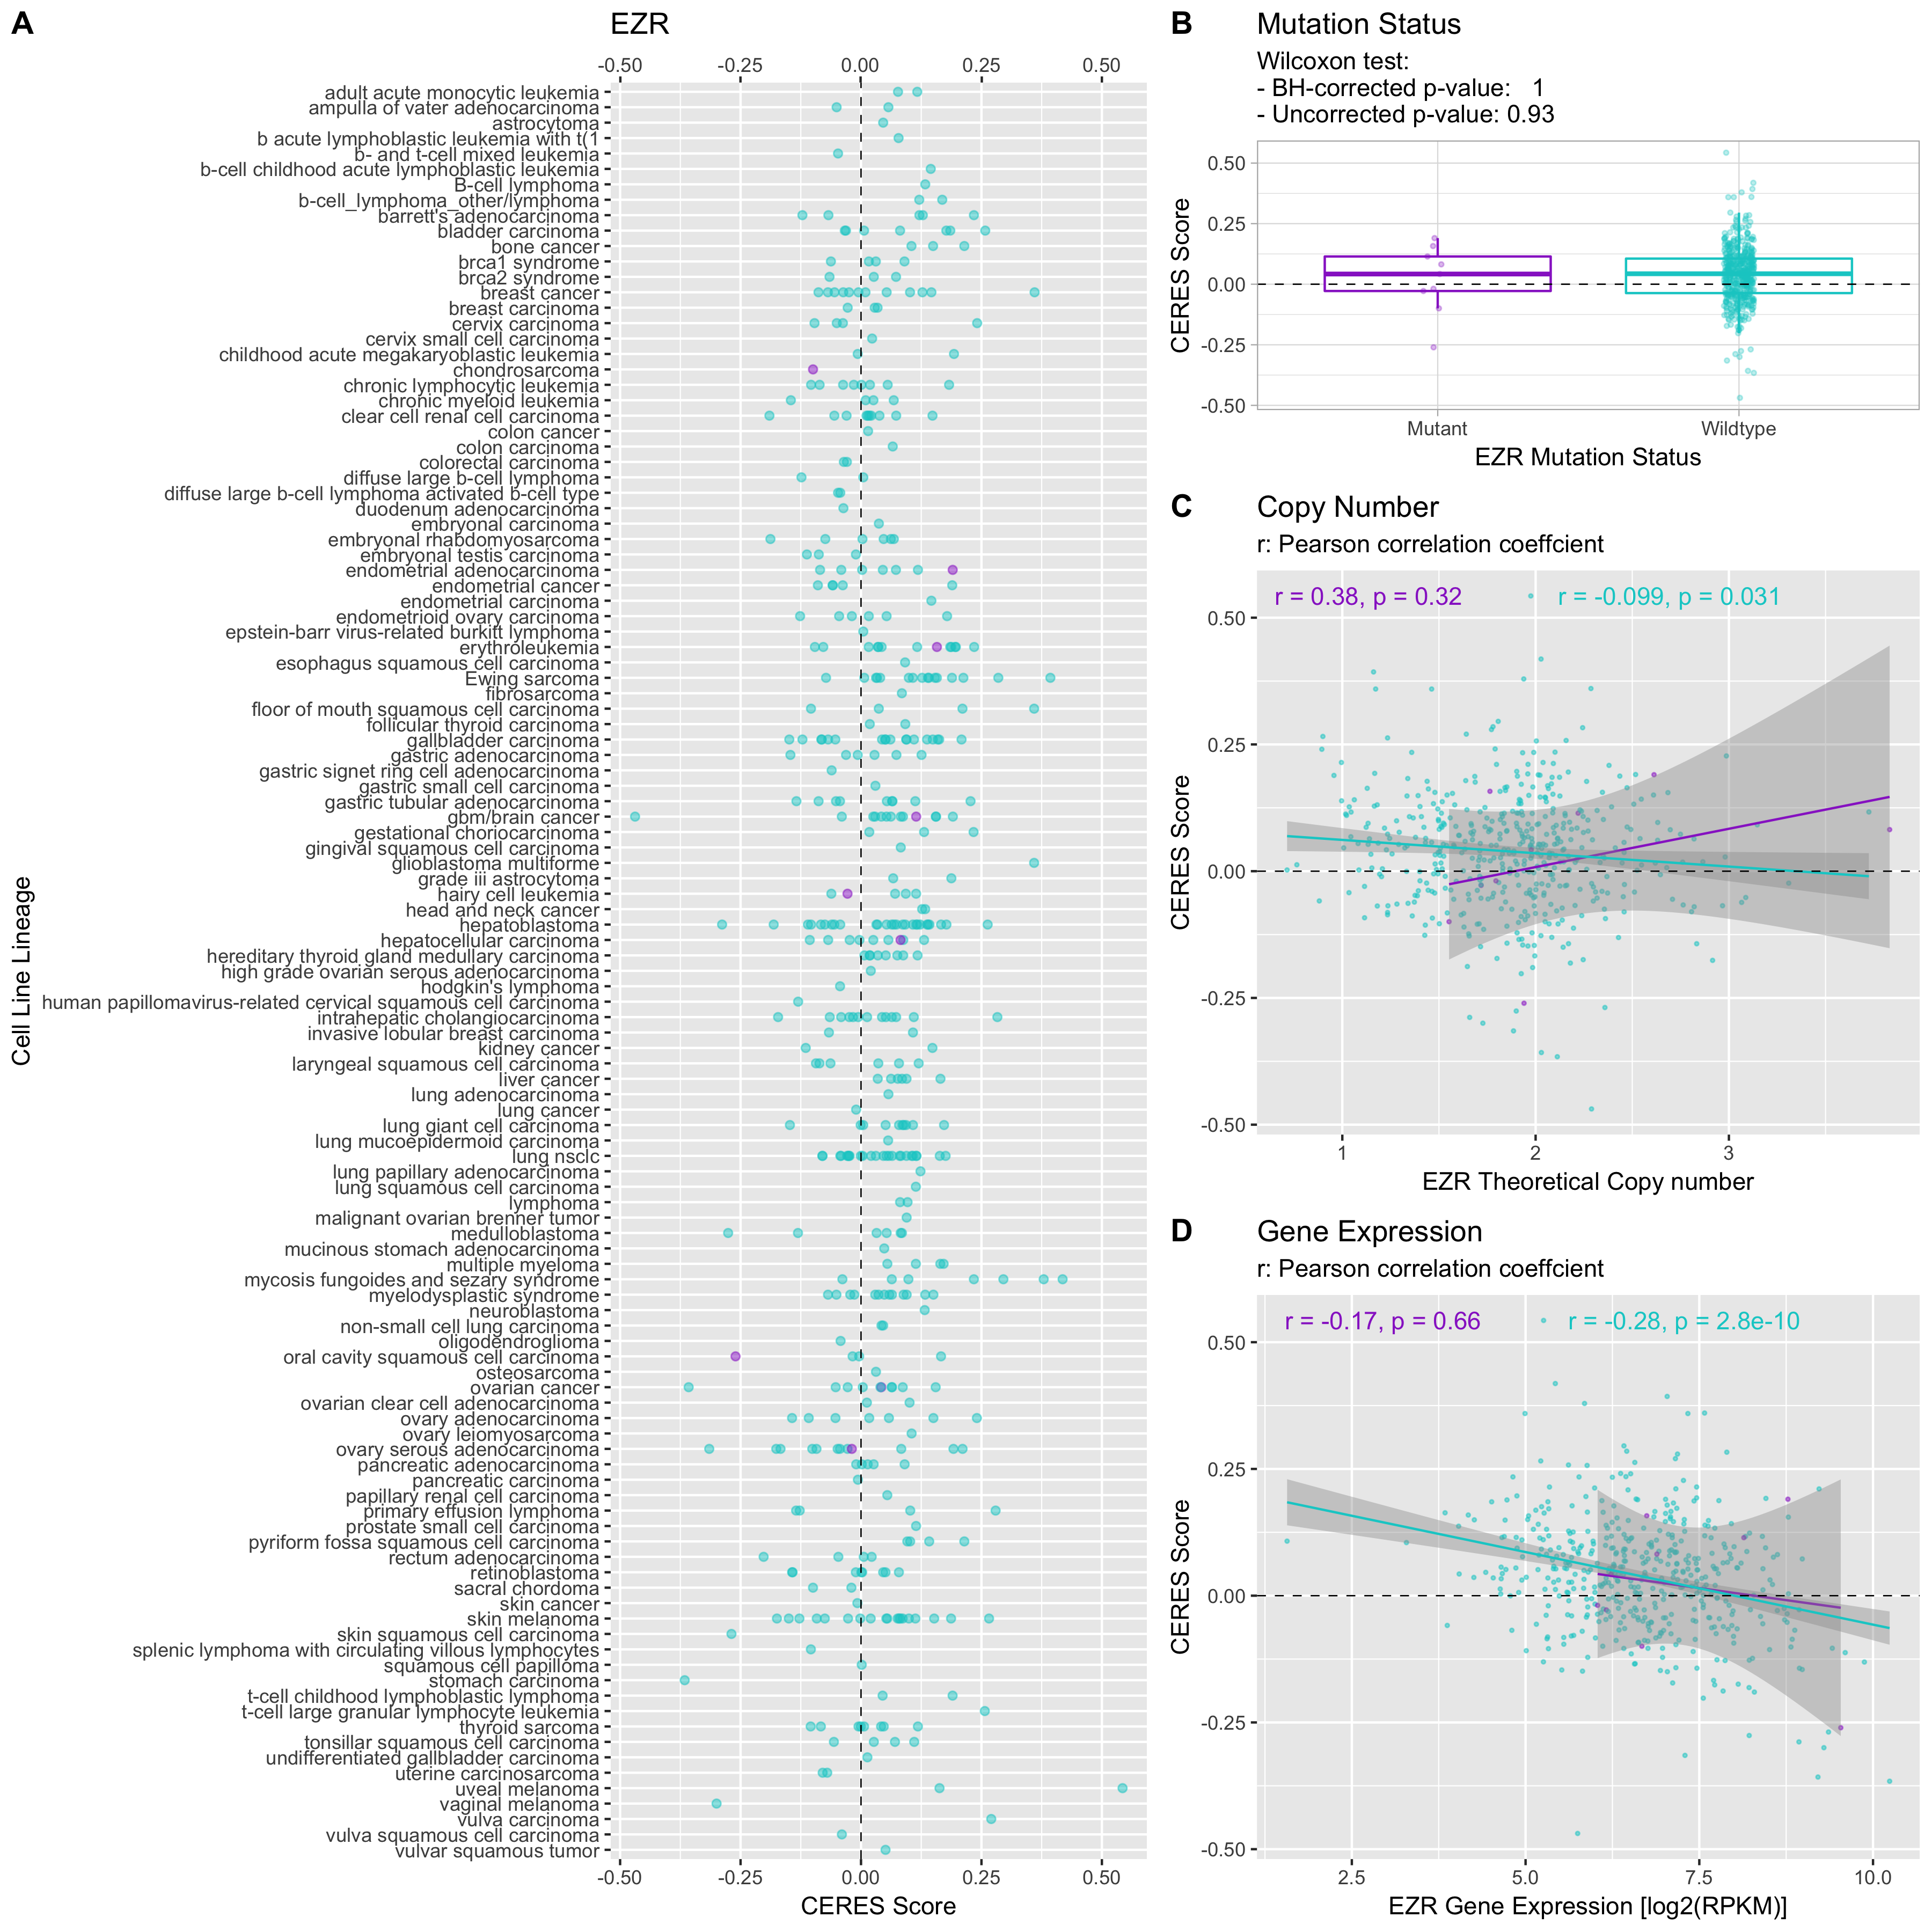 A
EZR
-0.50 -0.25 0.00 0.25 0.50
Cell Line Lineage
adult acute monocytic leukemia
ampulla of vater adenocarcinoma
astrocytoma
b acute lymphoblastic leukemia with t(1
b- and t-cell mixed leukemia
b-cell childhood acute lymphoblastic leukemia
B-cell lymphoma
b-cell_lymphoma_other/lymphoma
barrett's adenocarcinoma
bladder carcinoma
bone cancer
brca1 syndrome
brca2 syndrome
breast cancer
breast carcinoma
cervix carcinoma
cervix small cell carcinoma
childhood acute megakaryoblastic leukemia
chondrosarcoma
chronic lymphocytic leukemia
chronic myeloid leukemia
clear cell renal cell carcinoma
colon cancer
colon carcinoma
colorectal carcinoma
diffuse large b-cell lymphoma
diffuse large b-cell lymphoma activated b-cell type
duodenum adenocarcinoma
embryonal carcinoma
embryonal rhabdomyosarcoma
embryonal testis carcinoma
endometrial adenocarcinoma
endometrial cancer
endometrial carcinoma
endometrioid ovary carcinoma
epstein-barr virus-related burkitt lymphoma
erythroleukemia
esophagus squamous cell carcinoma
Ewing sarcoma
fibrosarcoma
floor of mouth squamous cell carcinoma
follicular thyroid carcinoma
gallbladder carcinoma
gastric adenocarcinoma
gastric signet ring cell adenocarcinoma
gastric small cell carcinoma
gastric tubular adenocarcinoma
gbm/brain cancer
gestational choriocarcinoma
gingival squamous cell carcinoma
glioblastoma multiforme
grade iii astrocytoma
hairy cell leukemia
head and neck cancer
hepatoblastoma
hepatocellular carcinoma
hereditary thyroid gland medullary carcinoma
high grade ovarian serous adenocarcinoma
hodgkin's lymphoma
human papillomavirus-related cervical squamous cell carcinoma
intrahepatic cholangiocarcinoma
invasive lobular breast carcinoma
kidney cancer
laryngeal squamous cell carcinoma
liver cancer
lung adenocarcinoma
lung cancer
lung giant cell carcinoma
lung mucoepidermoid carcinoma
lung nsclc
lung papillary adenocarcinoma
lung squamous cell carcinoma
lymphoma
malignant ovarian brenner tumor
medulloblastoma
mucinous stomach adenocarcinoma
multiple myeloma
mycosis fungoides and sezary syndrome
myelodysplastic syndrome
neuroblastoma
non-small cell lung carcinoma
oligodendroglioma
oral cavity squamous cell carcinoma
osteosarcoma
ovarian cancer
ovarian clear cell adenocarcinoma
ovary adenocarcinoma
ovary leiomyosarcoma
ovary serous adenocarcinoma
pancreatic adenocarcinoma
pancreatic carcinoma
papillary renal cell carcinoma
primary effusion lymphoma
prostate small cell carcinoma
pyriform fossa squamous cell carcinoma
rectum adenocarcinoma
retinoblastoma
sacral chordoma
skin cancer
skin melanoma
skin squamous cell carcinoma
splenic lymphoma with circulating villous lymphocytes
squamous cell papilloma
stomach carcinoma
t-cell childhood lymphoblastic lymphoma
t-cell large granular lymphocyte leukemia
thyroid sarcoma
tonsillar squamous cell carcinoma
undifferentiated gallbladder carcinoma
uterine carcinosarcoma
uveal melanoma
vaginal melanoma
vulva carcinoma
vulva squamous cell carcinoma
vulvar squamous tumor
-0.50 -0.25 0.00 0.25 0.50
CERES Score
B
Mutation Status
Wilcoxon test:
- BH-corrected p-value: 1
- Uncorrected p-value: 0.93
CERES Score
0.50
0.25
0.00
-0.25
-0.50
Mutant Wildtype
EZR Mutation Status
C
Copy Number
r: Pearson correlation coeffcient
r = 0.38, p = 0.32 r = -0.099, p = 0.031
CERES Score
0.50
0.25
0.00
-0.25
-0.50
1 2 3
EZR Theoretical Copy number
D
Gene Expression
r: Pearson correlation coeffcient
r = -0.17, p = 0.66 r = -0.28, p = 2.8e-10
CERES Score
0.50
0.25
0.00
-0.25
-0.50
2.5 5.0 7.5 10.0
EZR Gene Expression [log2(RPKM)]